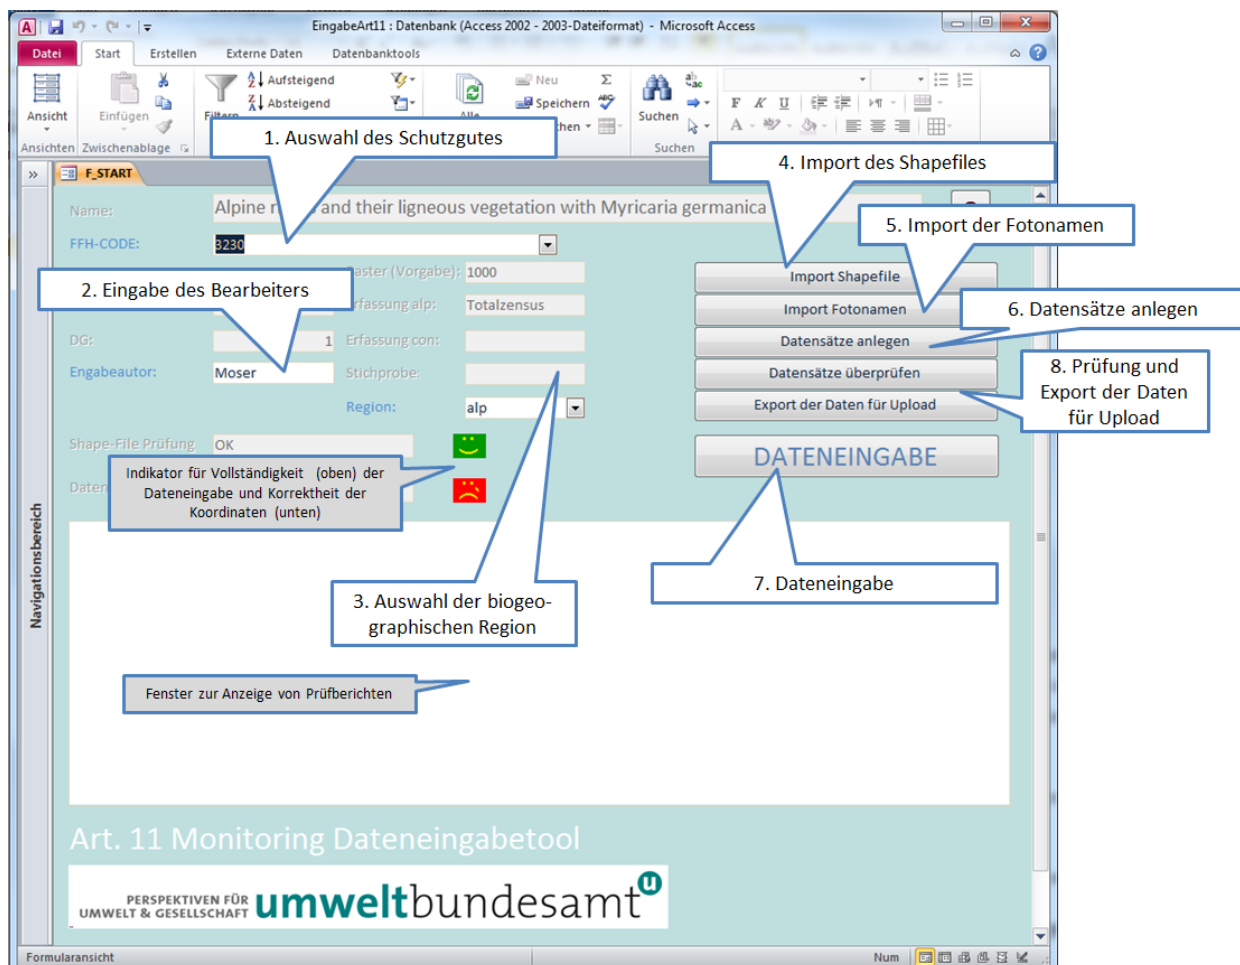 EingabeArt11 : Datenbank (Access 2002 - 2003-Dateiformat) - Microsoft Access
Datei Start Erstellen Externe Daten Datenbanktools
Ansicht
Einfügen
Filtern
Aufsteigend
Absteigend
Alle
Neu
Speichern
Suchen
F K U
Ansichten Zwischenablage
Suchen
1. Auswahl des Schutzgutes
4. Import des Shapefiles
F_START
Name: Alpine and their ligneous vegetation with Myricaria germanica
5. Import der Fotonamen
FFH-CODE: 3230
2. Eingabe des Bearbeiters
(Vorgabe): 1000
Import Shapefile
alp: Totalzensus
Import Fotonamen
6. Datensätze anlegen
DG: 1 Erfassung con:
Datensätze anlegen
Engabeautor: Moser Stichprobe:
Datensätze überprüfen
8. Prüfung und
Export der Daten
für Upload
Region: alp
Export der Daten für Upload
Shape-File Prüfung OK
DATENEINGABE
Indikator für Vollständigkeit (oben) der
Dateneingabe und Korrektheit der
Koordinaten (unten)
7. Dateneingabe
3. Auswahl der biogeo-
graphischen Region
Fenster zur Anzeige von Prüfberichten
Navigationsbereich
Art. 11 Monitoring Dateneingabetool
PERSPEKTIVEN FÜR
UMWELT & GESELLSCHAFT
umweltbundesamt u
Formularansicht Num